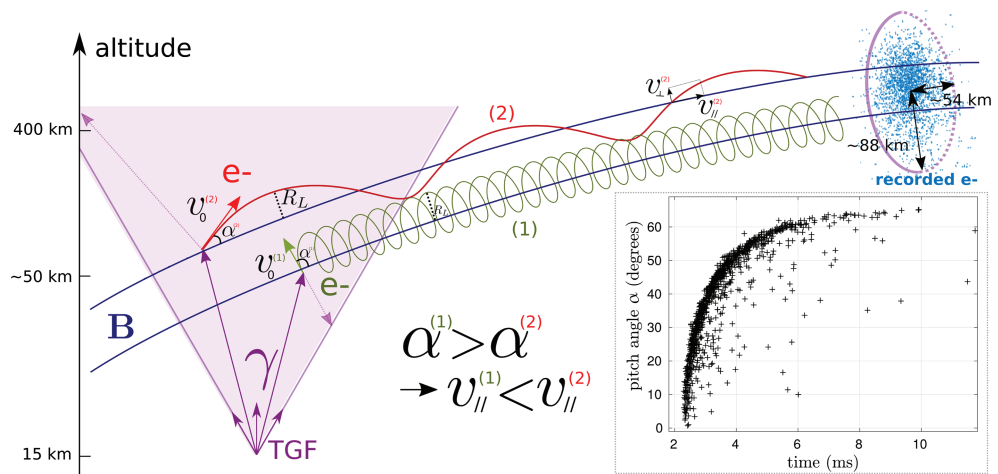 altitude
400 km
~50 km
15 km
e-
v₀⁽²⁾
α⁽²⁾
R_L
(2)
v⊥⁽²⁾
v//⁽²⁾
~54 km
~88 km
recorded e-
v₀⁽¹⁾
α⁽¹⁾
R_L
(1)
e-
B
γ
TGF
α⁽¹⁾>α⁽²⁾
→ v//⁽¹⁾<v//⁽²⁾
pitch angle α (degrees)
60
50
40
30
20
10
0
2 4 6 8 10
time (ms)